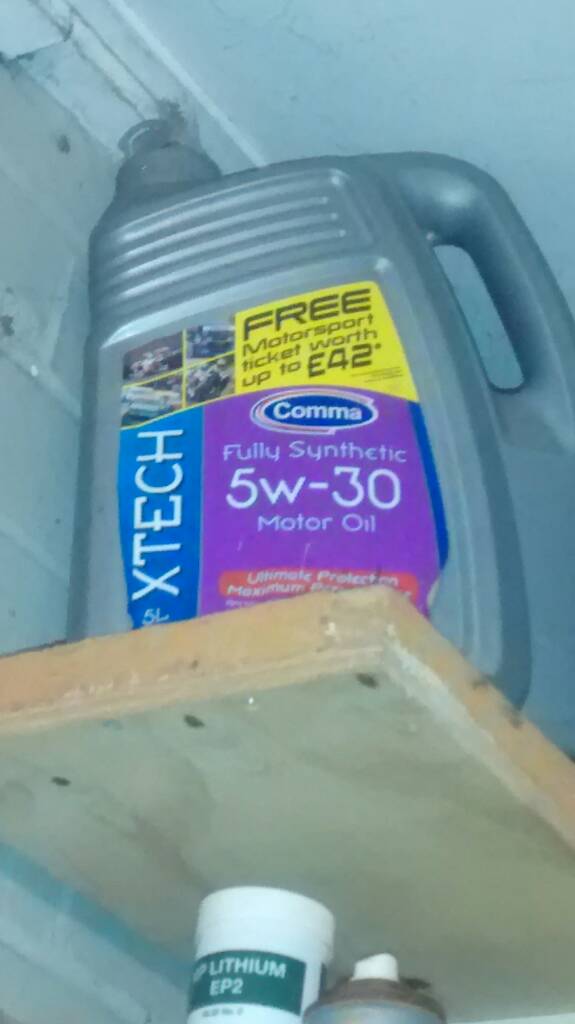 FREE
Motorsport
ticket worth
up to £42*
Comma
Fully Synthetic
5w-30
Motor Oil
XTECH
5L
Ultimate Protection
Maximum
LITHIUM
EP2